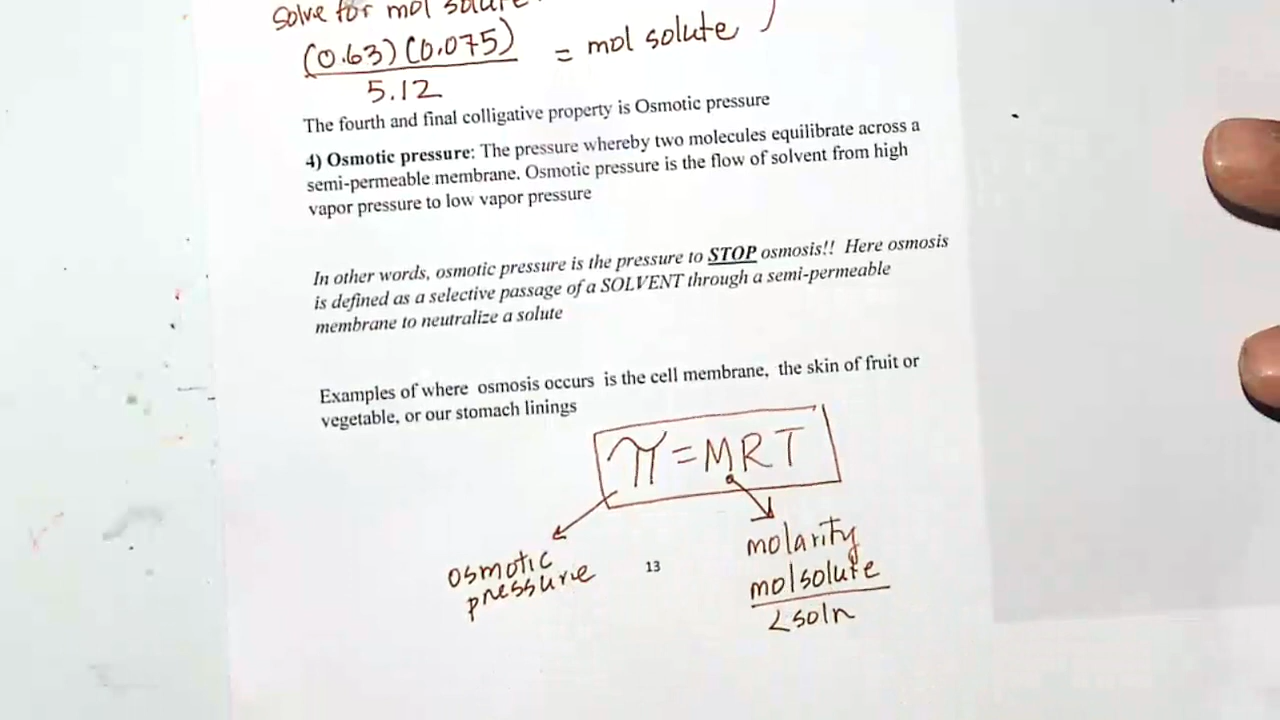 Solve for mol solute
(0.63)(0.075) = mol solute )
5.12
The fourth and final colligative property is Osmotic pressure
4) Osmotic pressure: The pressure whereby two molecules equilibrate across a
semi-permeable membrane. Osmotic pressure is the flow of solvent from high
vapor pressure to low vapor pressure
In other words, osmotic pressure is the pressure to STOP osmosis!! Here osmosis
is defined as a selective passage of a SOLVENT through a semi-permeable
membrane to neutralize a solute
Examples of where osmosis occurs is the cell membrane, the skin of fruit or
vegetable, or our stomach linings
π = MRT
osmotic
pressure
13
molarity
mol solute
L soln